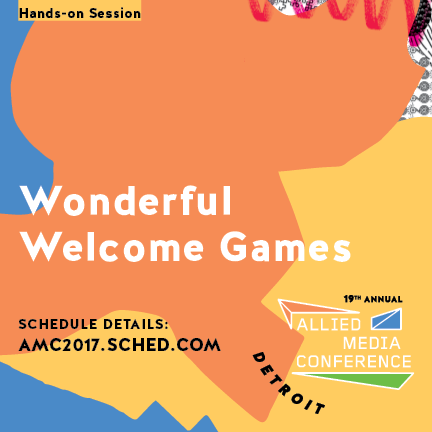 Hands-on Session
Wonderful
Welcome Games
SCHEDULE DETAILS:
AMC2017.SCHED.COM
19TH ANNUAL
ALLIED
MEDIA
CONFERENCE
DETROIT